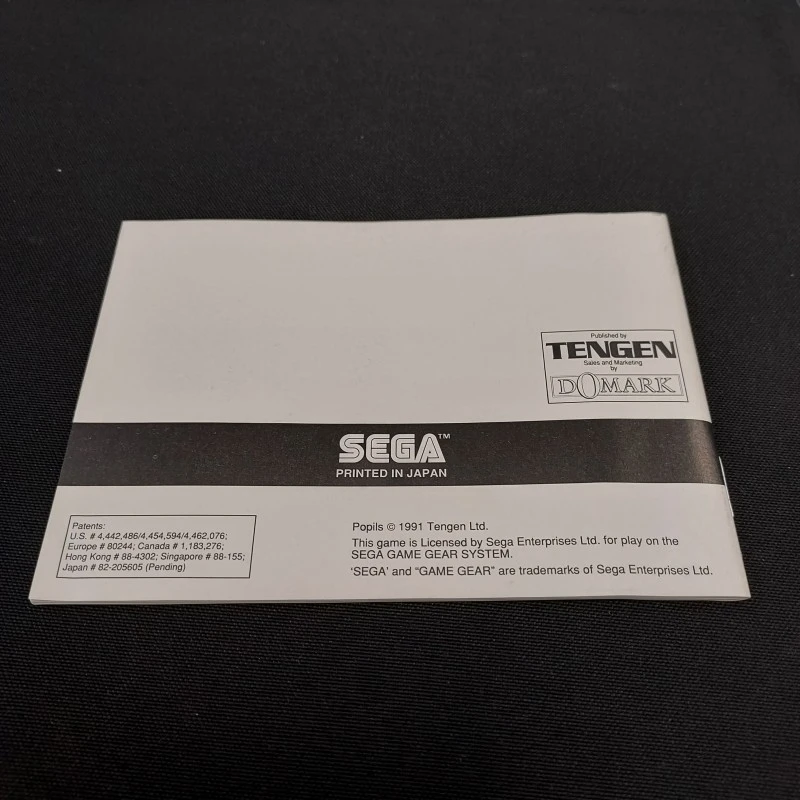 Published by
TENGEN
Sales and Marketing
by
DOMARK
SEGA™
PRINTED IN JAPAN
Patents:
U.S. # 4,442,486/4,454,594/4,462,076;
Europe # 80244; Canada # 1,183,276;
Hong Kong # 88-4302; Singapore # 88-155;
Japan # 82-205605 (Pending)
Popils © 1991 Tengen Ltd.
This game is Licensed by Sega Enterprises Ltd. for play on the
SEGA GAME GEAR SYSTEM.
'SEGA' and "GAME GEAR" are trademarks of Sega Enterprises Ltd.